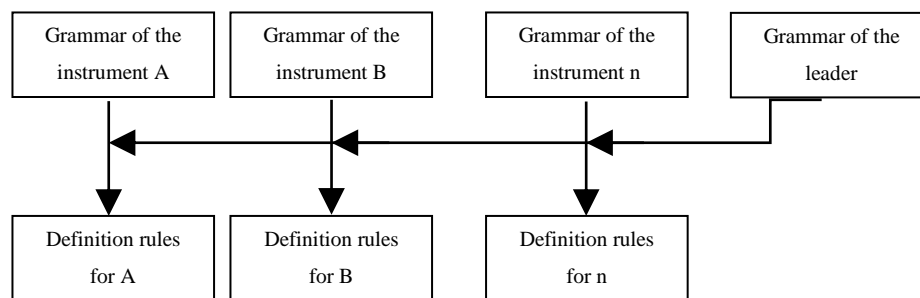 Grammar of the
instrument A
Grammar of the
instrument B
Grammar of the
instrument n
Grammar of the
leader
Definition rules
for A
Definition rules
for B
Definition rules
for n